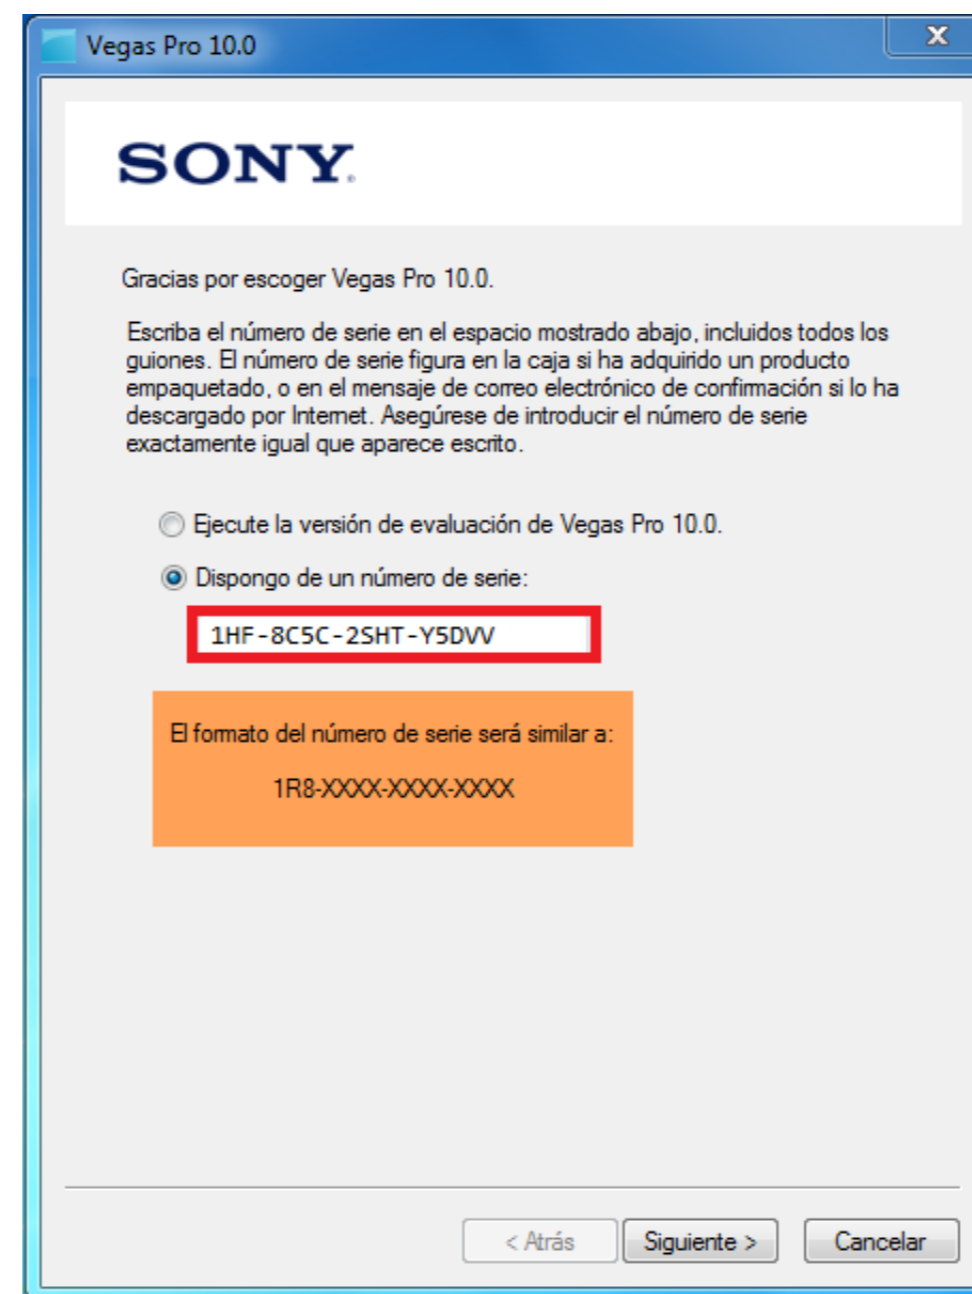 Vegas Pro 10.0
SONY.
Gracias por escoger Vegas Pro 10.0.
Escriba el número de serie en el espacio mostrado abajo, incluidos todos los
guiones. El número de serie figura en la caja si ha adquirido un producto
empaquetado, o en el mensaje de correo electrónico de confirmación si lo ha
descargado por Internet. Asegúrese de introducir el número de serie
exactamente igual que aparece escrito.
Ejecute la versión de evaluación de Vegas Pro 10.0.
Dispongo de un número de serie:
1HF-8C5C-2SHT-Y5DVV
El formato del número de serie será similar a:
1R8-XXXX-XXXX-XXXX
< Atrás
Siguiente >
Cancelar